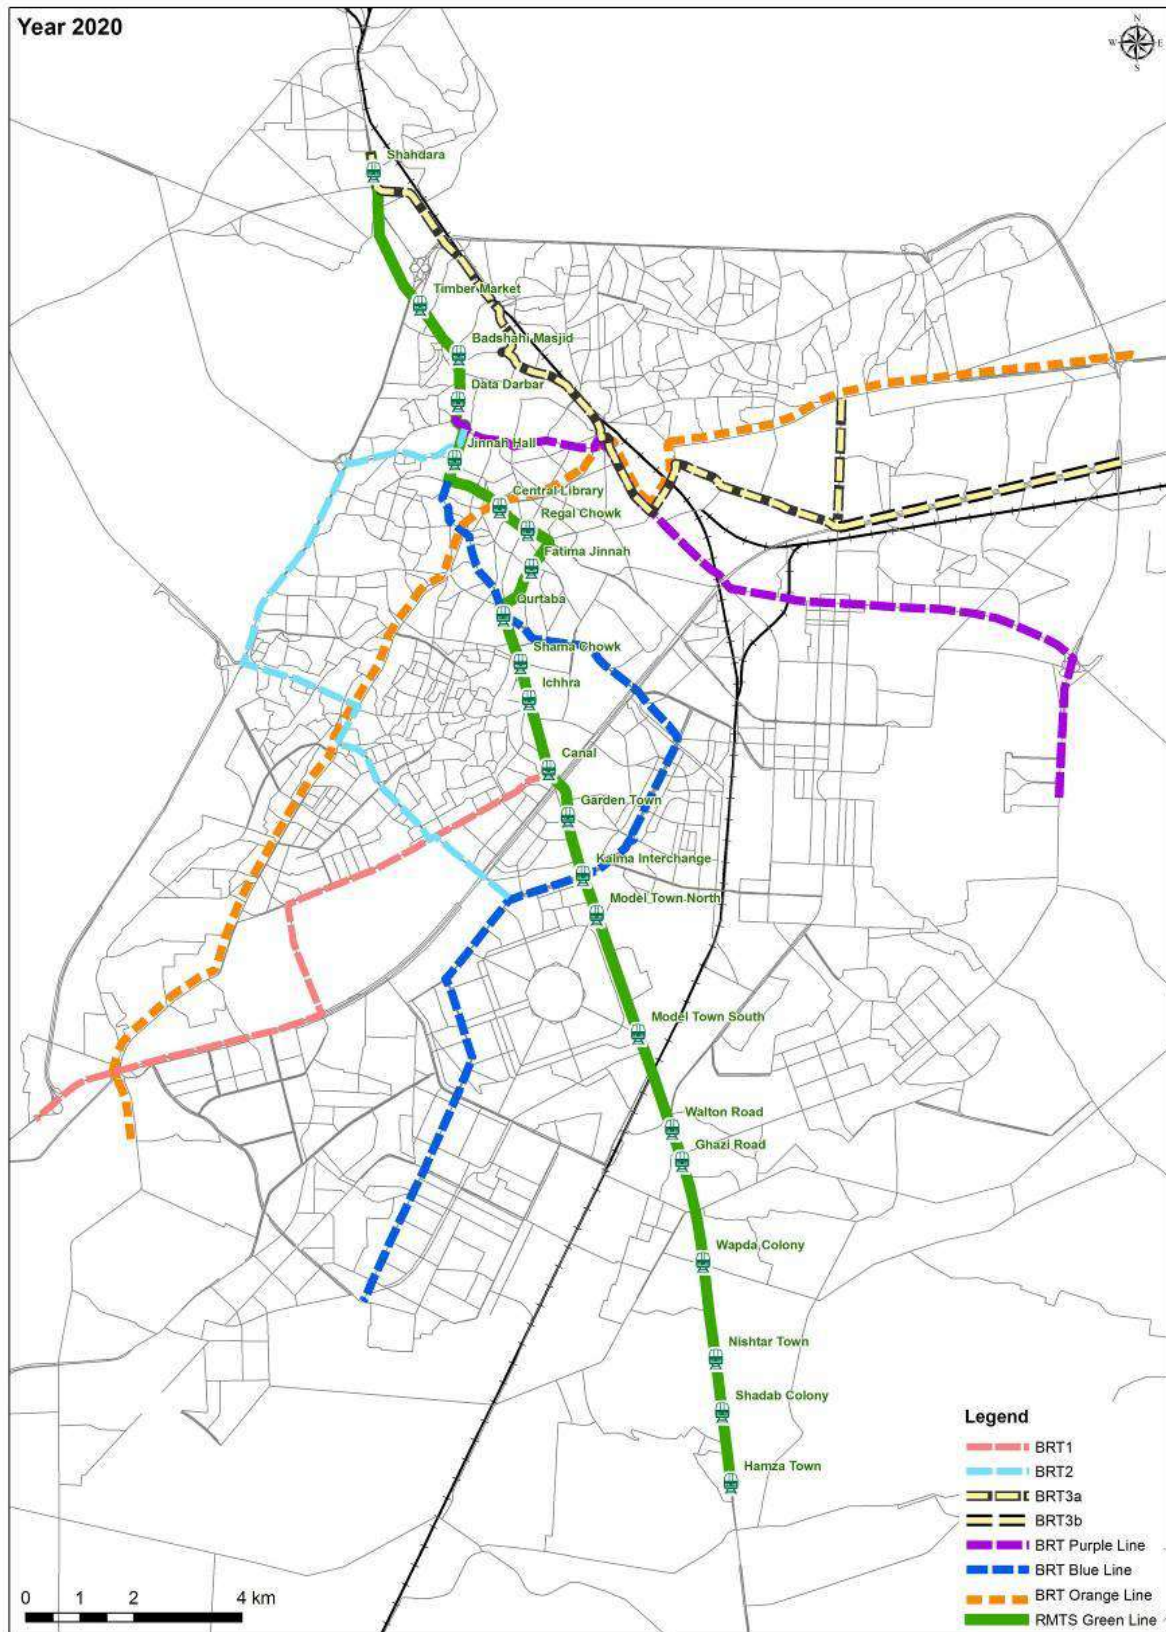 Year 2020
N
W E
S
Shahdara
Timber Market
Badshahi Masjid
Data Darbar
Jinnah Hall
Central Library
Regal Chowk
Fatima Jinnah
Qurtaba
Shama Chowk
Ichhra
Canal
Garden Town
Kalma Interchange
Model Town North
Model Town South
Walton Road
Ghazi Road
Wapda Colony
Nishtar Town
Shadab Colony
Hamza Town
Legend
BRT1
BRT2
BRT3a
BRT3b
BRT Purple Line
BRT Blue Line
BRT Orange Line
RMTS Green Line
0 1 2 4 km